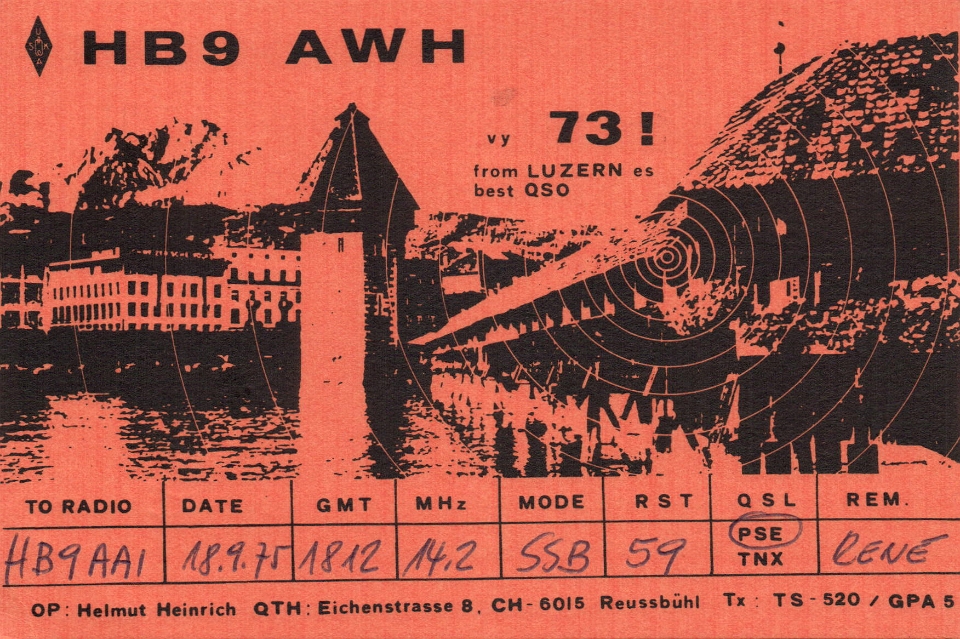 HB9 AWH
vy 73!
from LUZERN es
best QSO
TO RADIO DATE GMT MHz MODE RST QSL REM.
HB9AAI 18.9.75 1812 14.2 SSB 59 PSE RENÉ
TNX
OP: Helmut Heinrich QTH: Eichenstrasse 8, CH-6015 Reussbühl Tx: TS-520 / GPA 5